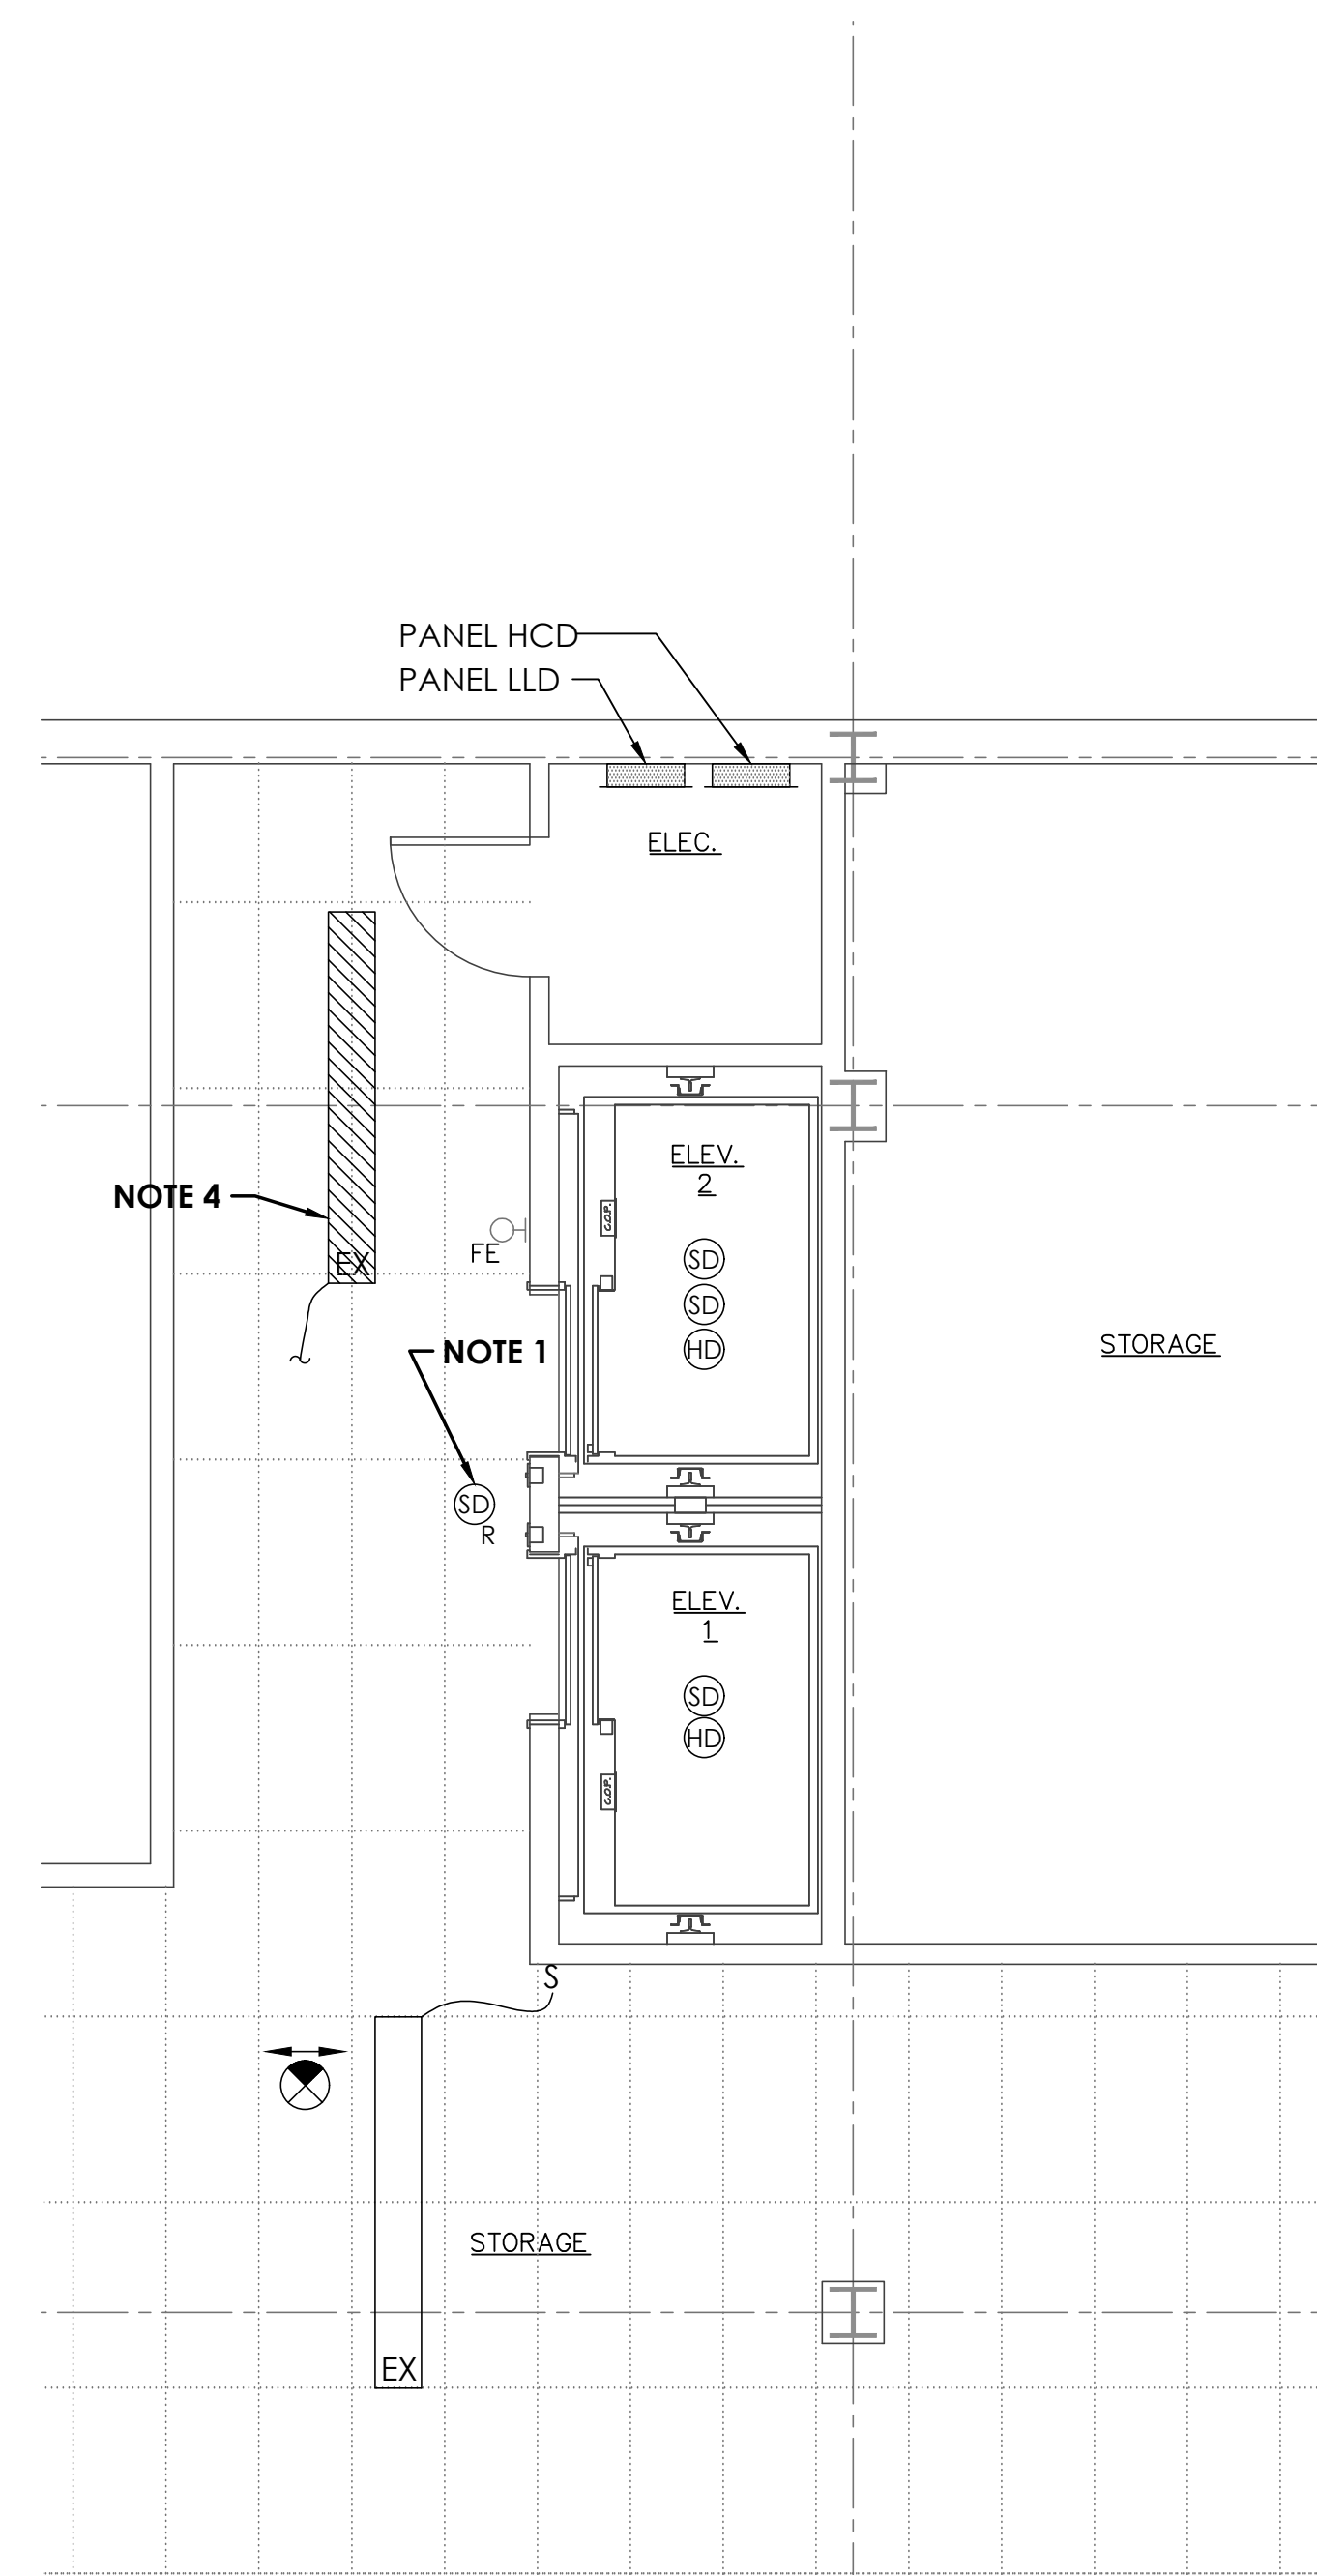 PANEL HCD
PANEL LLD
ELEC.
ELEV.
2
NOTE 4
C.O.P.
FE
EX
SD
SD
HD
NOTE 1
STORAGE
SD
R
ELEV.
1
SD
HD
C.O.P.
S
STORAGE
EX